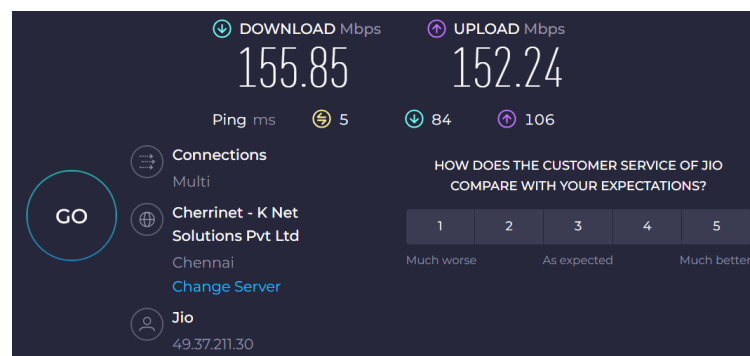 DOWNLOAD Mbps
155.85
UPLOAD Mbps
152.24
Ping ms 5 84 106
GO
Connections
Multi
Cherrinet - K Net
Solutions Pvt Ltd
Chennai
Change Server
Jio
49.37.211.30
HOW DOES THE CUSTOMER SERVICE OF JIO
COMPARE WITH YOUR EXPECTATIONS?
1 2 3 4 5
Much worse As expected Much better